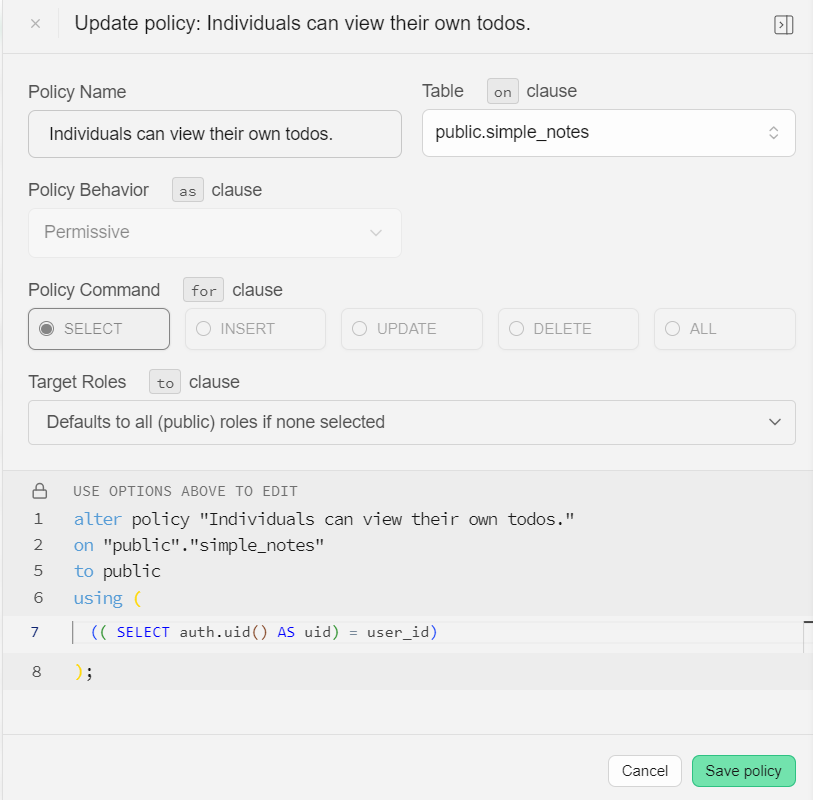 Update policy: Individuals can view their own todos.
Policy Name
Table on clause
Individuals can view their own todos.
public.simple_notes
Policy Behavior as clause
Permissive
Policy Command for clause
SELECT INSERT UPDATE DELETE ALL
Target Roles to clause
Defaults to all (public) roles if none selected
USE OPTIONS ABOVE TO EDIT
1 alter policy "Individuals can view their own todos."
2 on "public"."simple_notes"
5 to public
6 using (
7 (( SELECT auth.uid() AS uid) = user_id)
8 );
Cancel Save policy